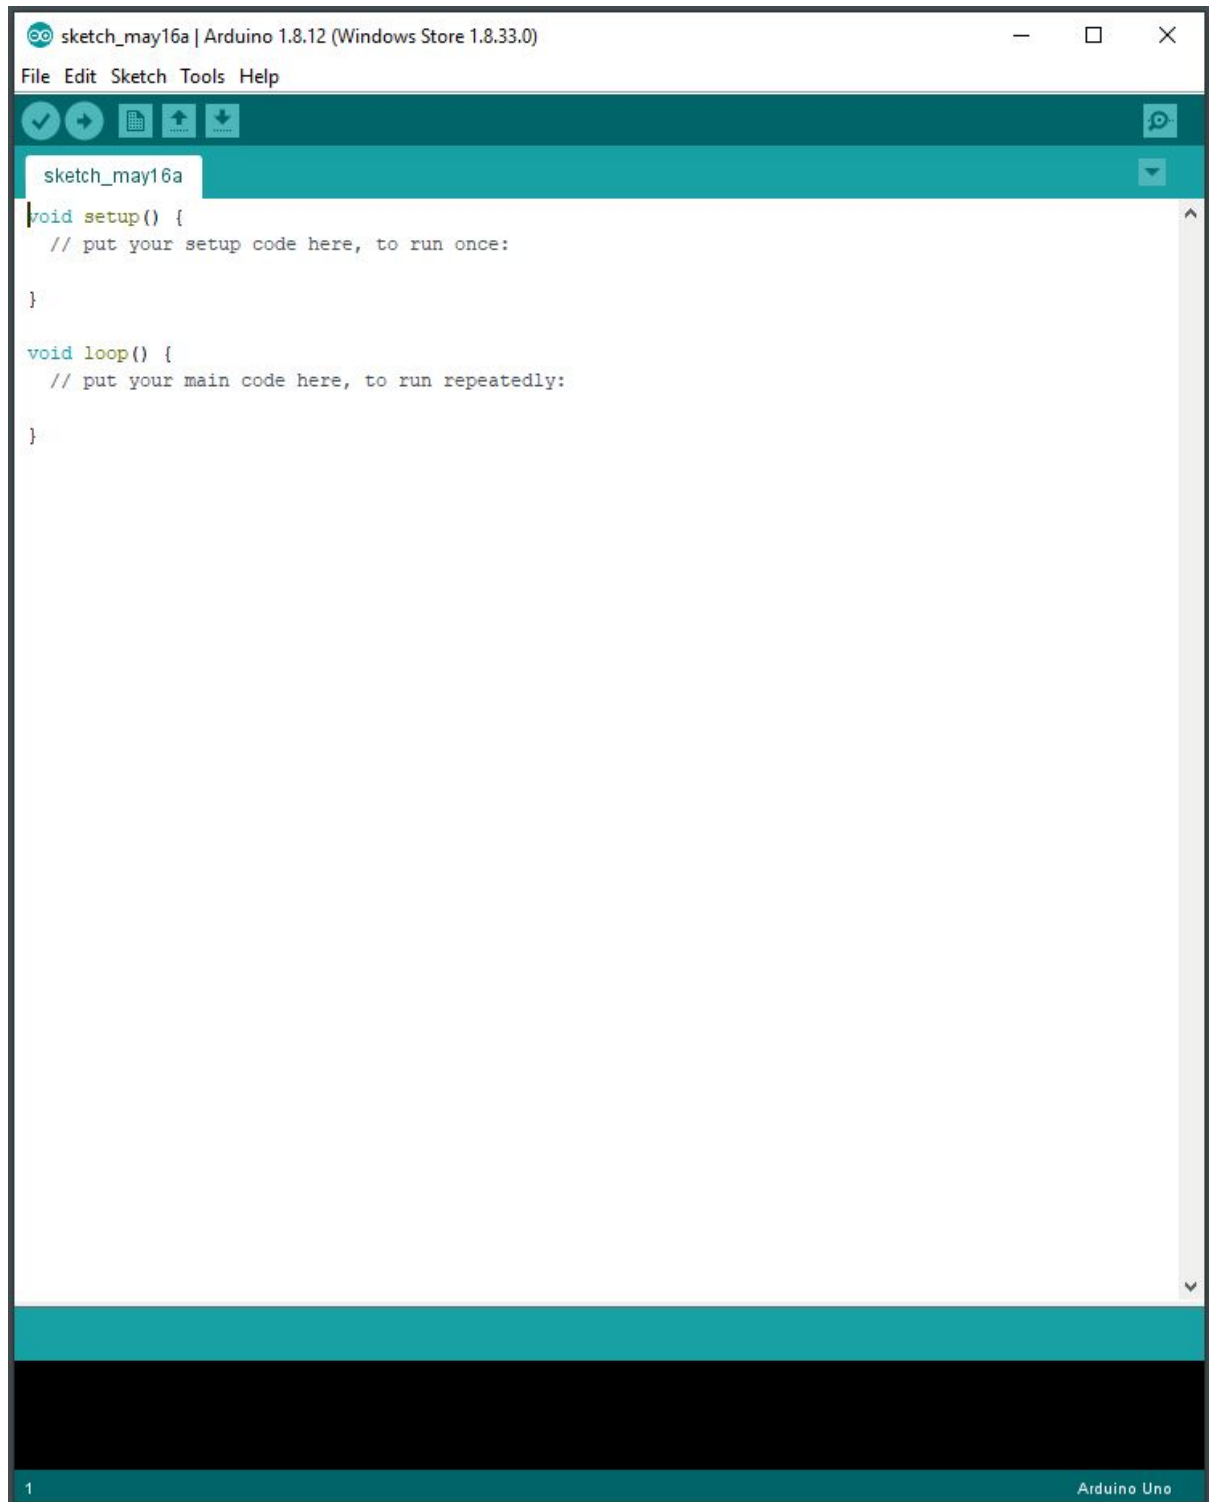 sketch_may16a | Arduino 1.8.12 (Windows Store 1.8.33.0)
File Edit Sketch Tools Help
sketch_may16a
void setup() {
  // put your setup code here, to run once:
}
void loop() {
  // put your main code here, to run repeatedly:
}
1 Arduino Uno